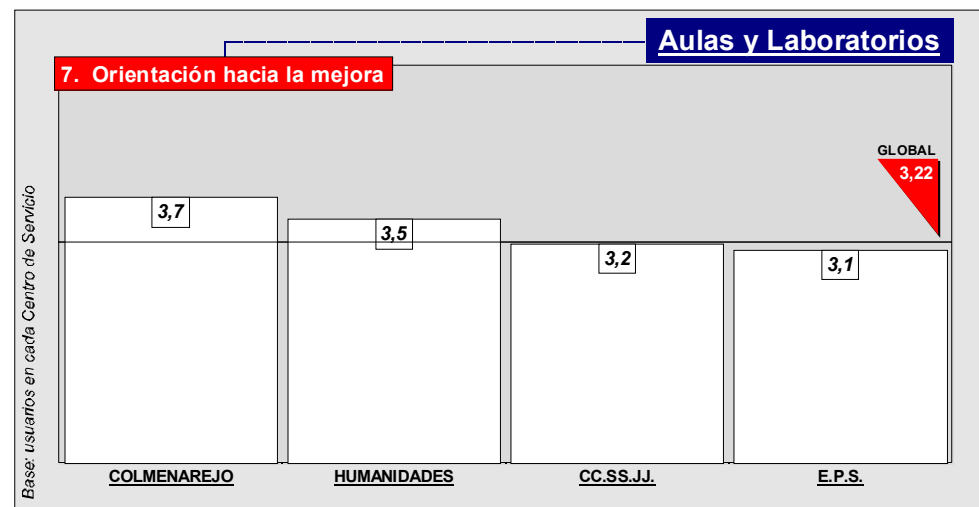 Aulas y Laboratorios
7. Orientación hacia la mejora
GLOBAL
3,22
Base: usuarios en cada Centro de Servicio
3,7
3,5
3,2
3,1
COLMENAREJO
HUMANIDADES
CC.SS.JJ.
E.P.S.